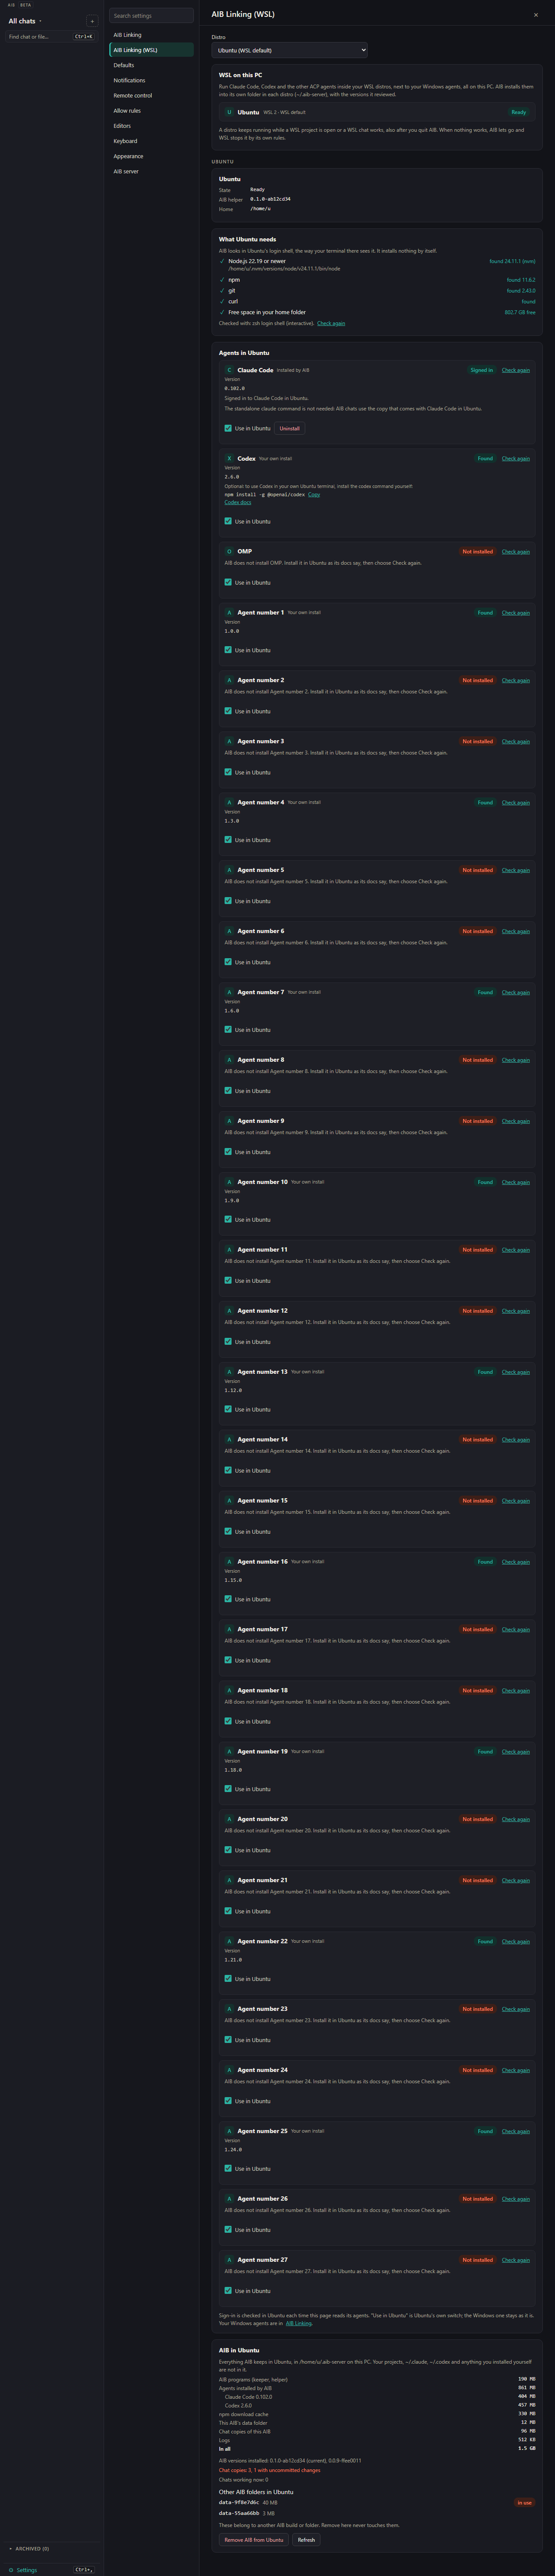 AIB BETA
All chats
Find chat or file... Ctrl+K
ARCHIVED (0)
Settings Ctrl+,
Search settings
AIB Linking
AIB Linking (WSL)
Defaults
Notifications
Remote control
Allow rules
Editors
Keyboard
Appearance
AIB server
AIB Linking (WSL)
Distro
Ubuntu (WSL default)
WSL on this PC
Run Claude Code, Codex and the other ACP agents inside your WSL distros, next to your Windows agents, all on this PC. AIB installs
into its own folder in each distro (~/.aib-server), with the versions it reviewed.
U Ubuntu WSL 2 · WSL default Ready
A distro keeps running while a WSL project is open or a WSL chat works, also after you quit AIB. When nothing works, AIB lets go and
WSL stops it by its own rules.
UBUNTU
Ubuntu
State Ready
AIB helper 0.1.0-ab12cd34
Home /home/u
What Ubuntu needs
AIB looks in Ubuntu's login shell, the way your terminal there sees it. It installs nothing by itself.
✓ Node.js 22.19 or newer found 24.11.1 (nvm)
/home/u/.nvm/versions/node/v24.11.1/bin/node
✓ npm found 11.6.2
✓ git found 2.43.0
✓ curl found
✓ Free space in your home folder 802.7 GB free
Checked with: zsh login shell (interactive). Check again
Agents in Ubuntu
C Claude Code Installed by AIB Signed in Check again
Version
0.102.0
Signed in to Claude Code in Ubuntu.
The standalone claude command is not needed: AIB chats use the copy that comes with Claude Code in Ubuntu.
Use in Ubuntu Uninstall
X Codex Your own install Found Check again
Version
2.6.0
Optional: to use Codex in your own Ubuntu terminal, install the codex command yourself:
npm install -g @openai/codex Copy
Codex docs
Use in Ubuntu
O OMP Not installed Check again
AIB does not install OMP. Install it in Ubuntu as its docs say, then choose Check again.
Use in Ubuntu
A Agent number 1 Your own install Found Check again
Version
1.0.0
Use in Ubuntu
A Agent number 2 Not installed Check again
AIB does not install Agent number 2. Install it in Ubuntu as its docs say, then choose Check again.
Use in Ubuntu
A Agent number 3 Not installed Check again
AIB does not install Agent number 3. Install it in Ubuntu as its docs say, then choose Check again.
Use in Ubuntu
A Agent number 4 Your own install Found Check again
Version
1.3.0
Use in Ubuntu
A Agent number 5 Not installed Check again
AIB does not install Agent number 5. Install it in Ubuntu as its docs say, then choose Check again.
Use in Ubuntu
A Agent number 6 Not installed Check again
AIB does not install Agent number 6. Install it in Ubuntu as its docs say, then choose Check again.
Use in Ubuntu
A Agent number 7 Your own install Found Check again
Version
1.6.0
Use in Ubuntu
A Agent number 8 Not installed Check again
AIB does not install Agent number 8. Install it in Ubuntu as its docs say, then choose Check again.
Use in Ubuntu
A Agent number 9 Not installed Check again
AIB does not install Agent number 9. Install it in Ubuntu as its docs say, then choose Check again.
Use in Ubuntu
A Agent number 10 Your own install Found Check again
Version
1.9.0
Use in Ubuntu
A Agent number 11 Not installed Check again
AIB does not install Agent number 11. Install it in Ubuntu as its docs say, then choose Check again.
Use in Ubuntu
A Agent number 12 Not installed Check again
AIB does not install Agent number 12. Install it in Ubuntu as its docs say, then choose Check again.
Use in Ubuntu
A Agent number 13 Your own install Found Check again
Version
1.12.0
Use in Ubuntu
A Agent number 14 Not installed Check again
AIB does not install Agent number 14. Install it in Ubuntu as its docs say, then choose Check again.
Use in Ubuntu
A Agent number 15 Not installed Check again
AIB does not install Agent number 15. Install it in Ubuntu as its docs say, then choose Check again.
Use in Ubuntu
A Agent number 16 Your own install Found Check again
Version
1.15.0
Use in Ubuntu
A Agent number 17 Not installed Check again
AIB does not install Agent number 17. Install it in Ubuntu as its docs say, then choose Check again.
Use in Ubuntu
A Agent number 18 Not installed Check again
AIB does not install Agent number 18. Install it in Ubuntu as its docs say, then choose Check again.
Use in Ubuntu
A Agent number 19 Your own install Found Check again
Version
1.18.0
Use in Ubuntu
A Agent number 20 Not installed Check again
AIB does not install Agent number 20. Install it in Ubuntu as its docs say, then choose Check again.
Use in Ubuntu
A Agent number 21 Not installed Check again
AIB does not install Agent number 21. Install it in Ubuntu as its docs say, then choose Check again.
Use in Ubuntu
A Agent number 22 Your own install Found Check again
Version
1.21.0
Use in Ubuntu
A Agent number 23 Not installed Check again
AIB does not install Agent number 23. Install it in Ubuntu as its docs say, then choose Check again.
Use in Ubuntu
A Agent number 24 Not installed Check again
AIB does not install Agent number 24. Install it in Ubuntu as its docs say, then choose Check again.
Use in Ubuntu
A Agent number 25 Your own install Found Check again
Version
1.24.0
Use in Ubuntu
A Agent number 26 Not installed Check again
AIB does not install Agent number 26. Install it in Ubuntu as its docs say, then choose Check again.
Use in Ubuntu
A Agent number 27 Not installed Check again
AIB does not install Agent number 27. Install it in Ubuntu as its docs say, then choose Check again.
Use in Ubuntu
Sign-in is checked in Ubuntu each time this page reads its agents. "Use in Ubuntu" is Ubuntu's own switch; the Windows one stays as it is.
Your Windows agents are in AIB Linking.
AIB in Ubuntu
Everything AIB keeps in Ubuntu, in /home/u/.aib-server on this PC. Your projects, ~/.claude, ~/.codex and anything you installed yourself
are not in it.
AIB programs (keeper, helper) 190 MB
Agents installed by AIB 861 MB
Claude Code 0.102.0 404 MB
Codex 2.6.0 457 MB
npm download cache 330 MB
This AIB's data folder 12 MB
Chat copies of this AIB 96 MB
Logs 512 KB
In all 1.5 GB
AIB versions installed: 0.1.0-ab12cd34 (current), 0.0.9-ffee0011
Chat copies: 3, 1 with uncommitted changes
Chats working now: 0
Other AIB folders in Ubuntu
data-9f8e7d6c 40 MB in use
data-55aa66bb 3 MB
These belong to another AIB build or folder. Remove here never touches them.
Remove AIB from Ubuntu Refresh